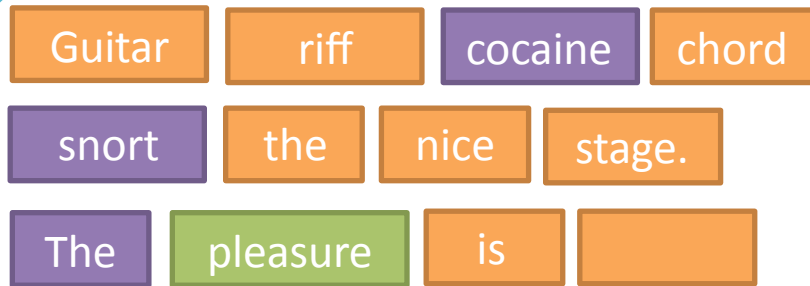 Guitar riff cocaine chord
snort the nice stage.
The pleasure is